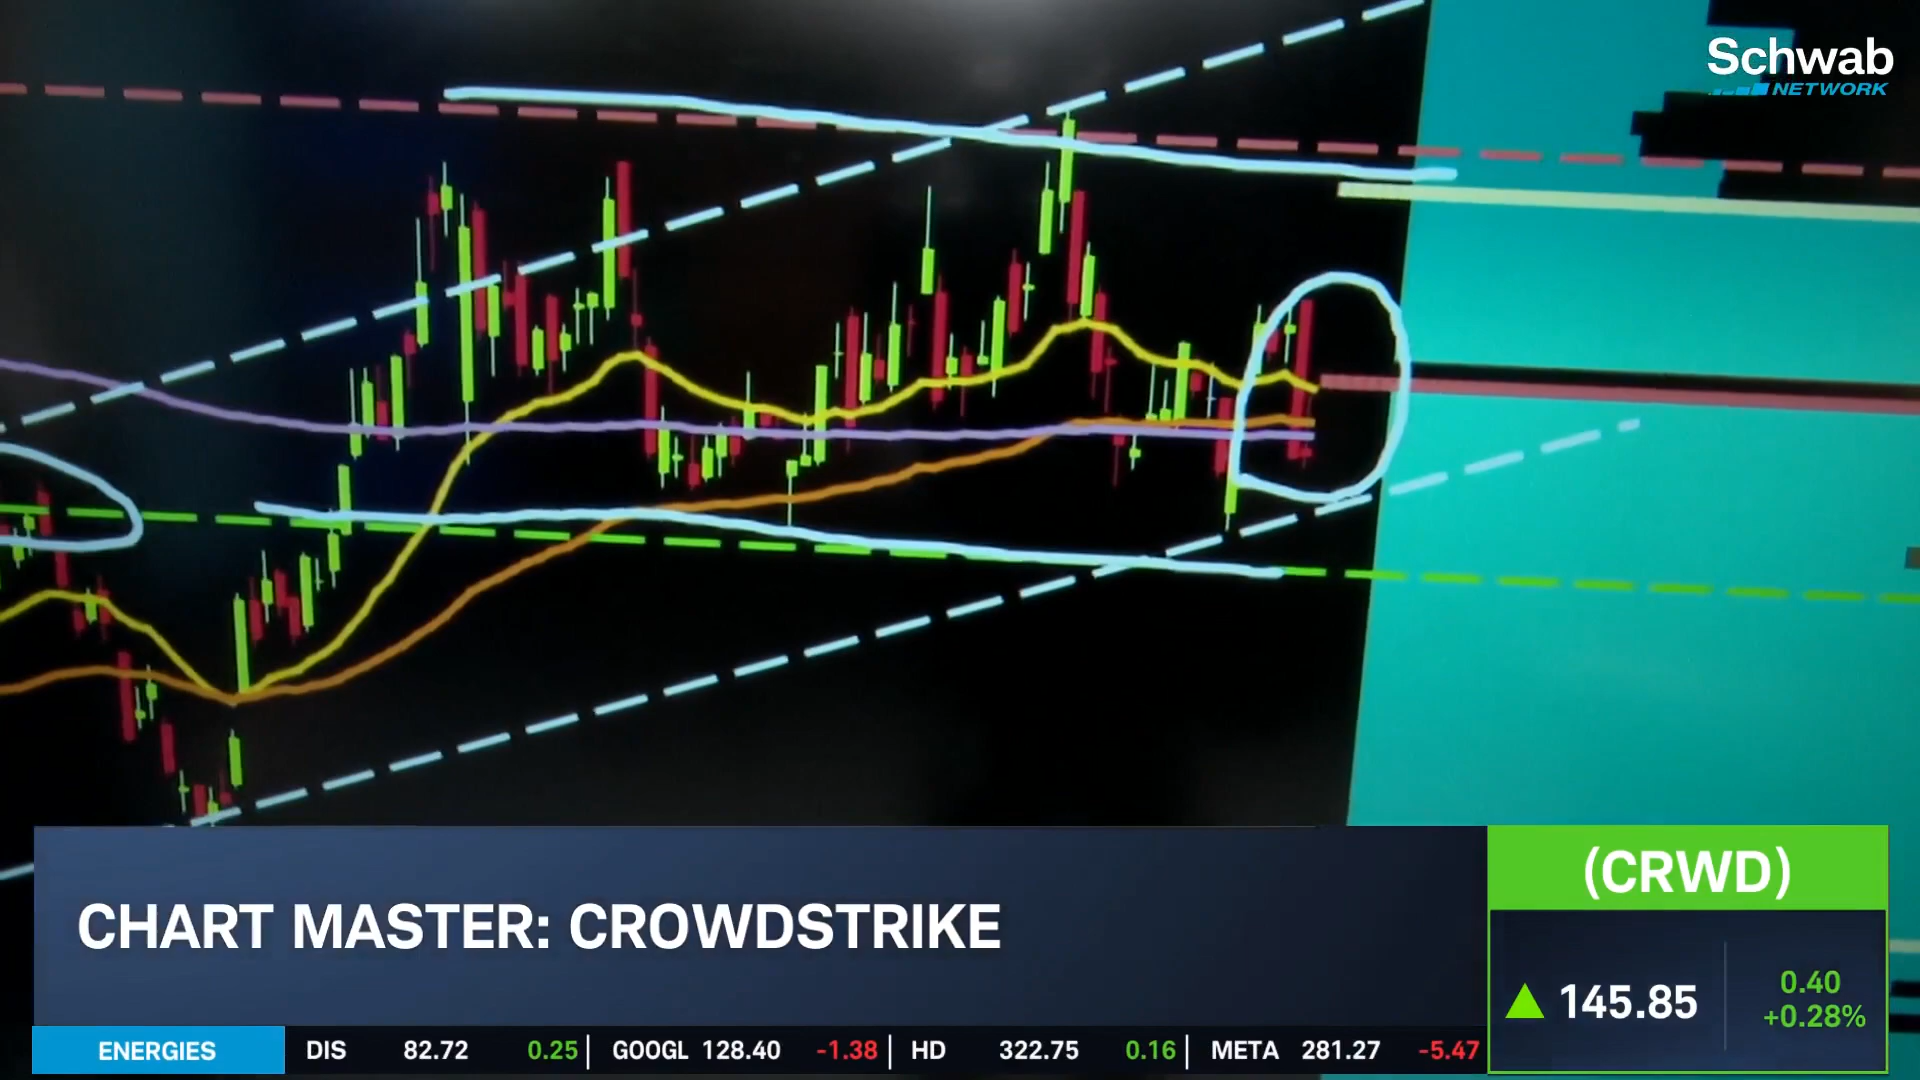 Schwab
NETWORK
CHART MASTER: CROWDSTRIKE
(CRWD)
145.85
0.40
+0.28%
ENERGIES
DIS 82.72 0.25 GOOGL 128.40 -1.38 HD 322.75 0.16 META 281.27 -5.47